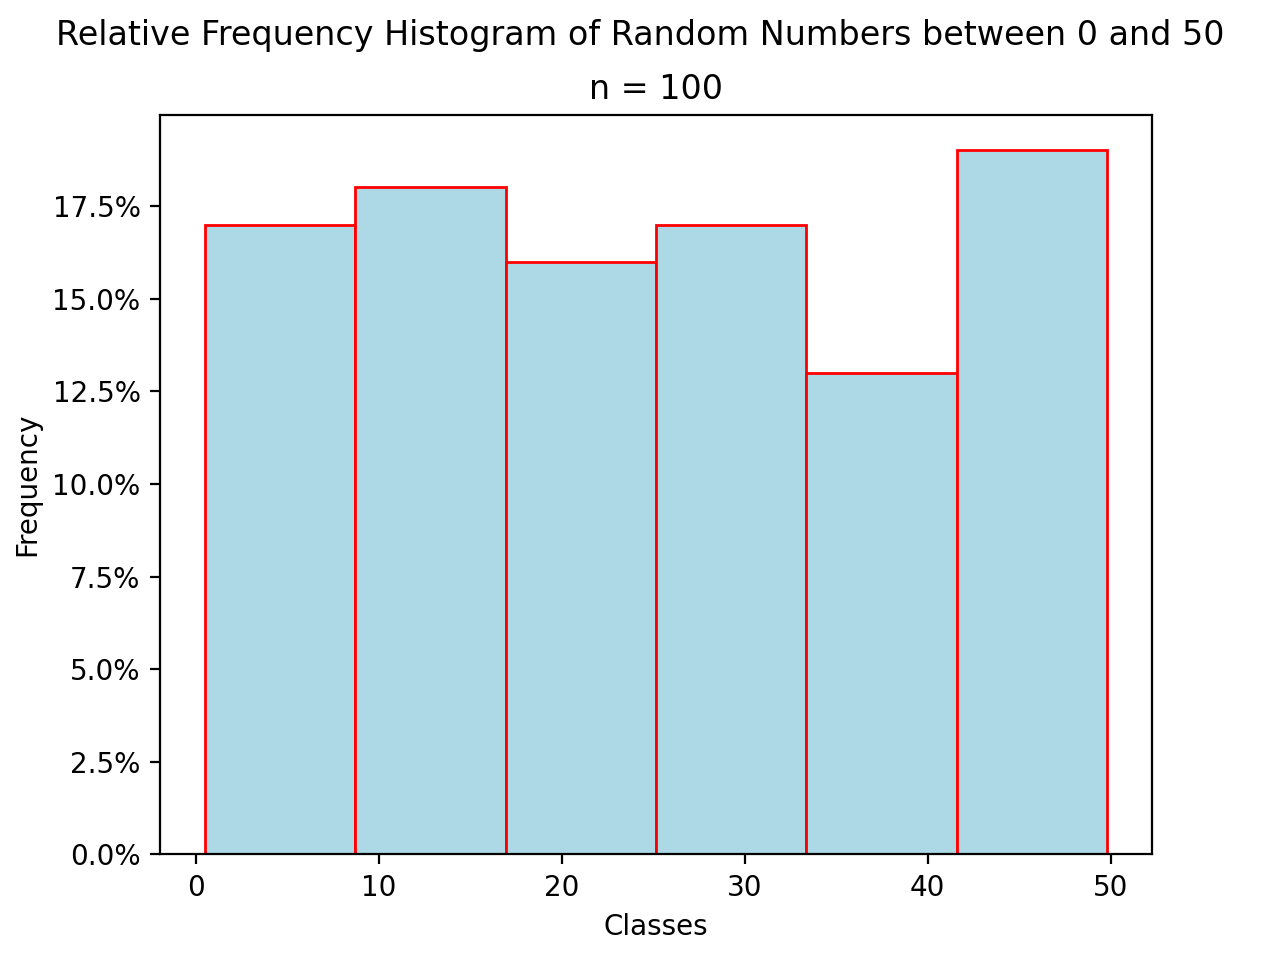 Relative Frequency Histogram of Random Numbers between 0 and 50
n = 100
17.5%
15.0%
12.5%
10.0%
7.5%
5.0%
2.5%
0.0%
Frequency
0 10 20 30 40 50
Classes